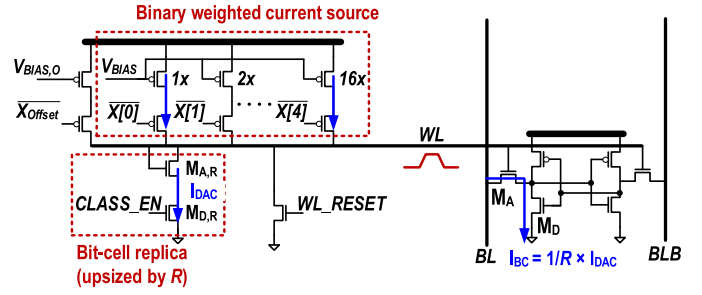 Binary weighted current source
V_BIAS,O
V_BIAS
1x
2x
16x
X̅_Offset
X̅[̅0̅]̅
X̅[̅1̅]̅
X̅[̅4̅]̅
WL
M_A,R
I_DAC
CLASS_EN
M_D,R
WL_RESET
M_A
M_D
Bit-cell replica
(upsized by R)
BL
I_BC = 1/R × I_DAC
BLB